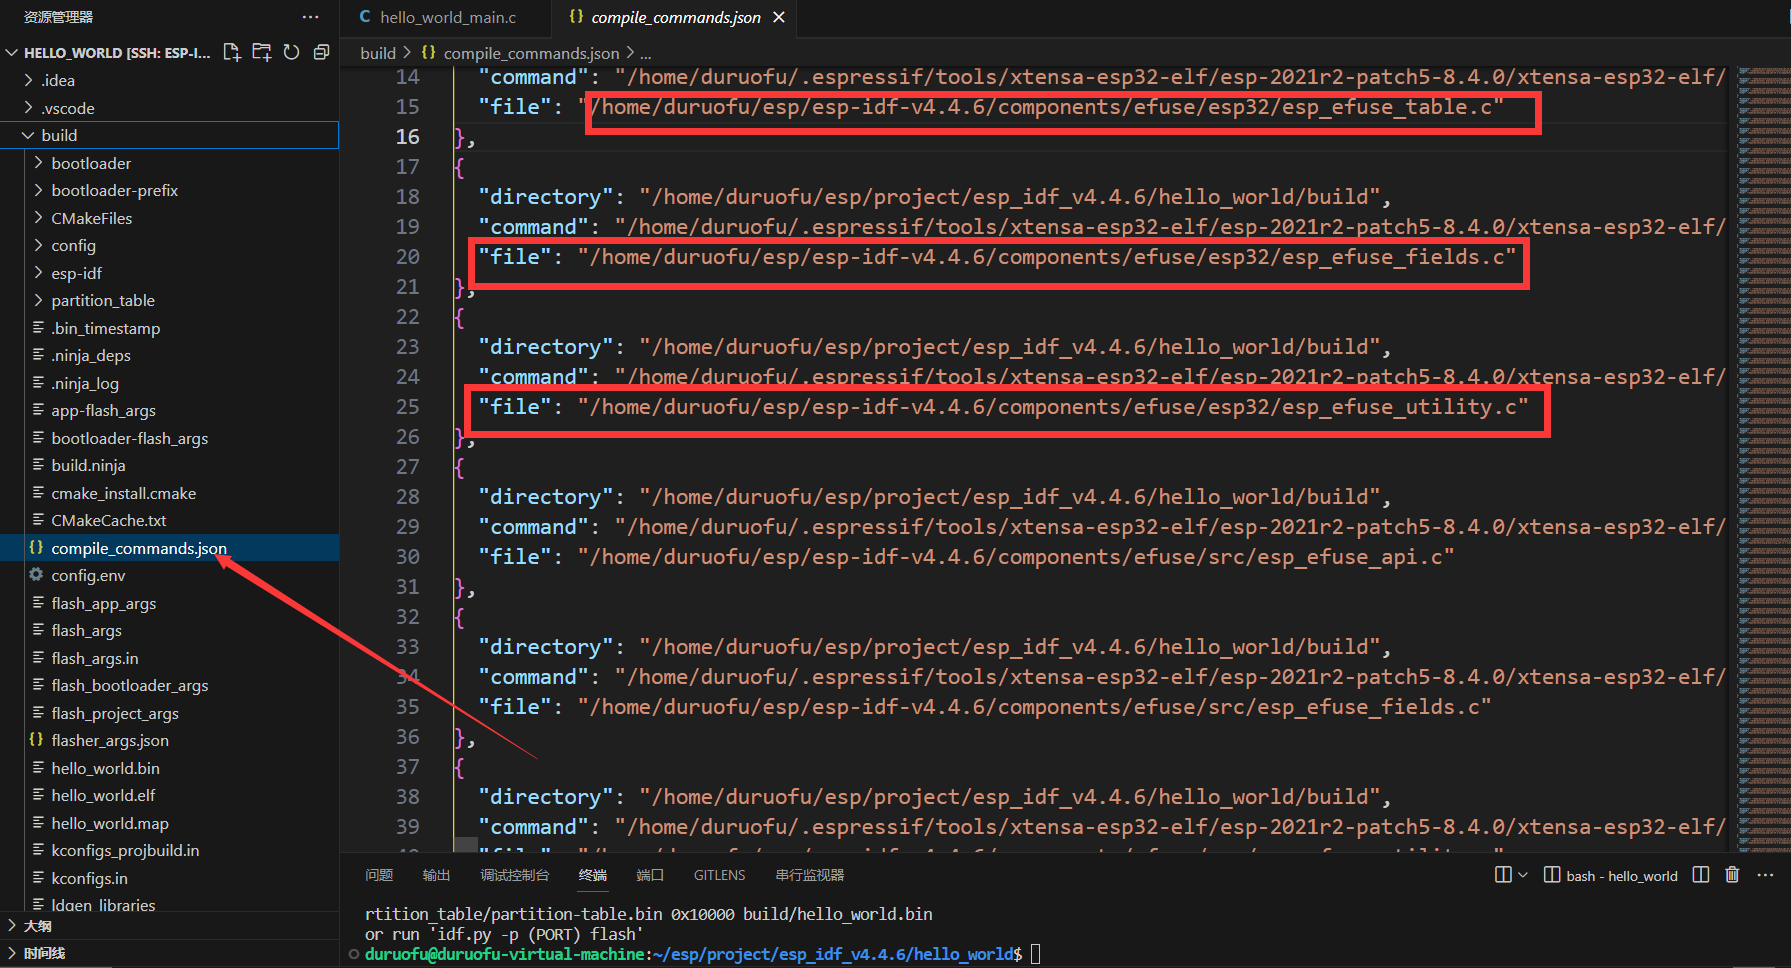 资源管理器
HELLO_WORLD [SSH: ESP-I...
.idea
.vscode
build
bootloader
bootloader-prefix
CMakeFiles
config
esp-idf
partition_table
.bin_timestamp
.ninja_deps
.ninja_log
app-flash_args
bootloader-flash_args
build.ninja
cmake_install.cmake
CMakeCache.txt
{} compile_commands.json
config.env
flash_app_args
flash_args
flash_args.in
flash_bootloader_args
flash_project_args
{} flasher_args.json
hello_world.bin
hello_world.elf
hello_world.map
kconfigs_projbuild.in
kconfigs.in
ldgen_libraries
大纲
时间线
C hello_world_main.c
{} compile_commands.json
build > {} compile_commands.json > ...
14 "command": "/home/duruofu/.espressif/tools/xtensa-esp32-elf/esp-2021r2-patch5-8.4.0/xtensa-esp32-elf/
15 "file": "/home/duruofu/esp/esp-idf-v4.4.6/components/efuse/esp32/esp_efuse_table.c"
16 },
17 {
18 "directory": "/home/duruofu/esp/project/esp_idf_v4.4.6/hello_world/build",
19 "command": "/home/duruofu/.espressif/tools/xtensa-esp32-elf/esp-2021r2-patch5-8.4.0/xtensa-esp32-elf/
20 "file": "/home/duruofu/esp/esp-idf-v4.4.6/components/efuse/esp32/esp_efuse_fields.c"
21 },
22 {
23 "directory": "/home/duruofu/esp/project/esp_idf_v4.4.6/hello_world/build",
24 "command": "/home/duruofu/.espressif/tools/xtensa-esp32-elf/esp-2021r2-patch5-8.4.0/xtensa-esp32-elf/
25 "file": "/home/duruofu/esp/esp-idf-v4.4.6/components/efuse/esp32/esp_efuse_utility.c"
26 },
27 {
28 "directory": "/home/duruofu/esp/project/esp_idf_v4.4.6/hello_world/build",
29 "command": "/home/duruofu/.espressif/tools/xtensa-esp32-elf/esp-2021r2-patch5-8.4.0/xtensa-esp32-elf/
30 "file": "/home/duruofu/esp/esp-idf-v4.4.6/components/efuse/src/esp_efuse_api.c"
31 },
32 {
33 "directory": "/home/duruofu/esp/project/esp_idf_v4.4.6/hello_world/build",
34 "command": "/home/duruofu/.espressif/tools/xtensa-esp32-elf/esp-2021r2-patch5-8.4.0/xtensa-esp32-elf/
35 "file": "/home/duruofu/esp/esp-idf-v4.4.6/components/efuse/src/esp_efuse_fields.c"
36 },
37 {
38 "directory": "/home/duruofu/esp/project/esp_idf_v4.4.6/hello_world/build",
39 "command": "/home/duruofu/.espressif/tools/xtensa-esp32-elf/esp-2021r2-patch5-8.4.0/xtensa-esp32-elf/
问题 输出 调试控制台 终端 端口 GITLENS 串行监视器
bash - hello_world
rtition_table/partition-table.bin 0x10000 build/hello_world.bin
or run 'idf.py -p (PORT) flash'
duruofu@duruofu-virtual-machine:~/esp/project/esp_idf_v4.4.6/hello_world$